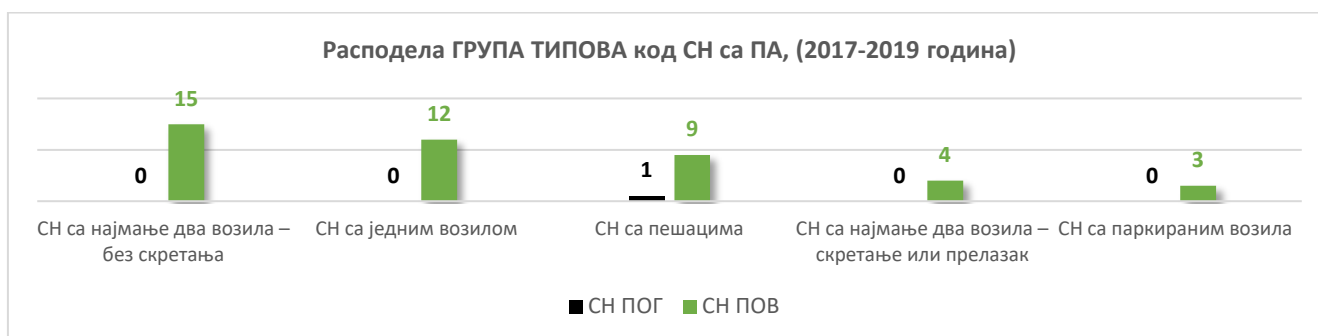 Расподела ГРУПА ТИПОВА код СН са ПА, (2017-2019 година)
15
12
9
4
3
0
0
1
0
0
СН са најмање два возила – без скретања
СН са једним возилом
СН са пешацима
СН са најмање два возила – скретање или прелазак
СН са паркираним возила
СН ПОГ
СН ПОВ